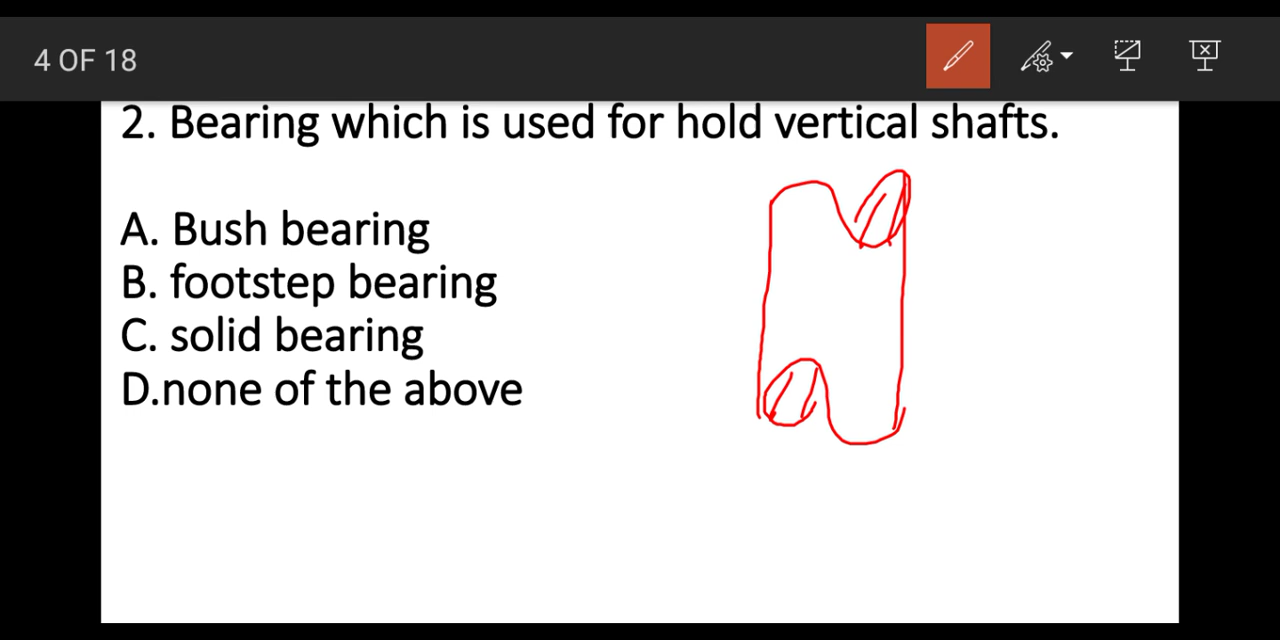 4 OF 18
2. Bearing which is used for hold vertical shafts.
A. Bush bearing
B. footstep bearing
C. solid bearing
D.none of the above